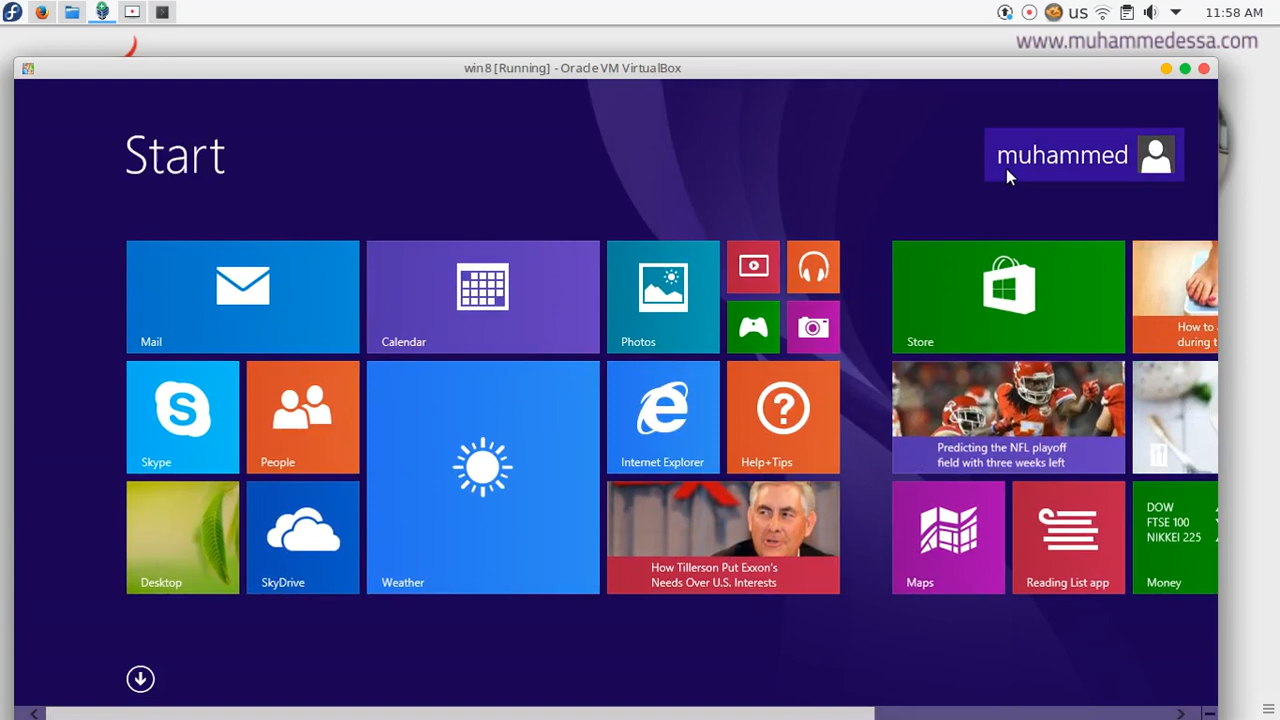 us
11:58 AM
www.muhammedessa.com
win8 [Running] - Oracle VM VirtualBox
Start
muhammed
Mail
Calendar
Photos
Store
How to
during t
Skype
People
Weather
Internet Explorer
Help+Tips
Predicting the NFL playoff
field with three weeks left
Desktop
SkyDrive
How Tillerson Put Exxon's
Needs Over U.S. Interests
Maps
Reading List app
DOW
FTSE 100
NIKKEI 225
Money